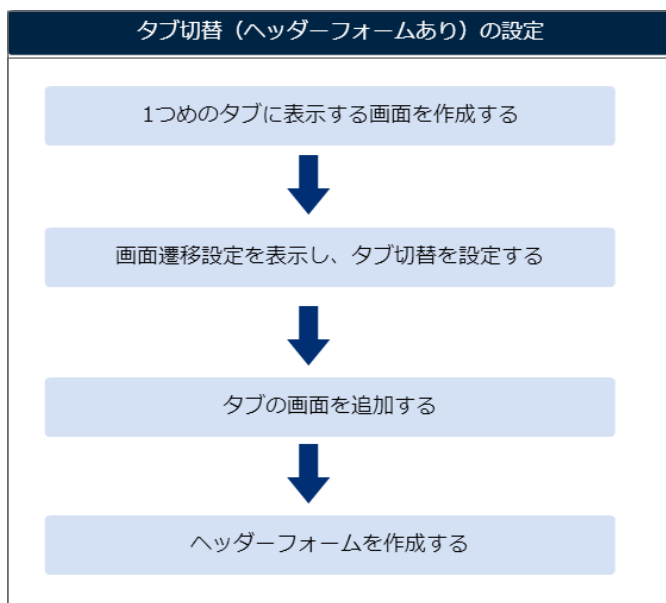 タブ切替（ヘッダーフォームあり）の設定
1つめのタブに表示する画面を作成する
画面遷移設定を表示し、タブ切替を設定する
タブの画面を追加する
ヘッダーフォームを作成する